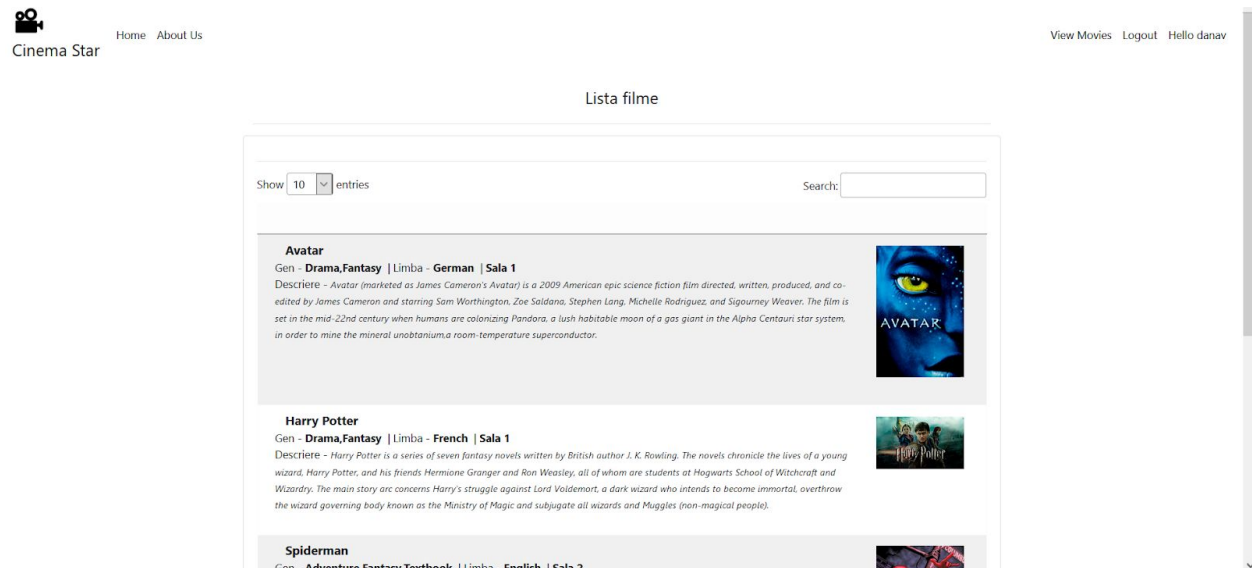 Cinema Star
Home About Us
View Movies Logout Hello danav
Lista filme
Show 10 entries
Search:
Avatar
Gen - Drama,Fantasy | Limba - German | Sala 1
Descriere - Avatar (marketed as James Cameron's Avatar) is a 2009 American epic science fiction film directed, written, produced, and co-
edited by James Cameron and starring Sam Worthington, Zoe Saldana, Stephen Lang, Michelle Rodriguez, and Sigourney Weaver. The film is
set in the mid-22nd century when humans are colonizing Pandora, a lush habitable moon of a gas giant in the Alpha Centauri star system,
in order to mine the mineral unobtanium,a room-temperature superconductor.
AVATAR
Harry Potter
Gen - Drama,Fantasy | Limba - French | Sala 1
Descriere - Harry Potter is a series of seven fantasy novels written by British author J. K. Rowling. The novels chronicle the lives of a young
wizard, Harry Potter, and his friends Hermione Granger and Ron Weasley, all of whom are students at Hogwarts School of Witchcraft and
Wizardry. The main story arc concerns Harry's struggle against Lord Voldemort, a dark wizard who intends to become immortal, overthrow
the wizard governing body known as the Ministry of Magic and subjugate all wizards and Muggles (non-magical people).
Harry Potter
Spiderman
Gen - Adventure,Fantasy,Textbook | Limba - English | Sala 2